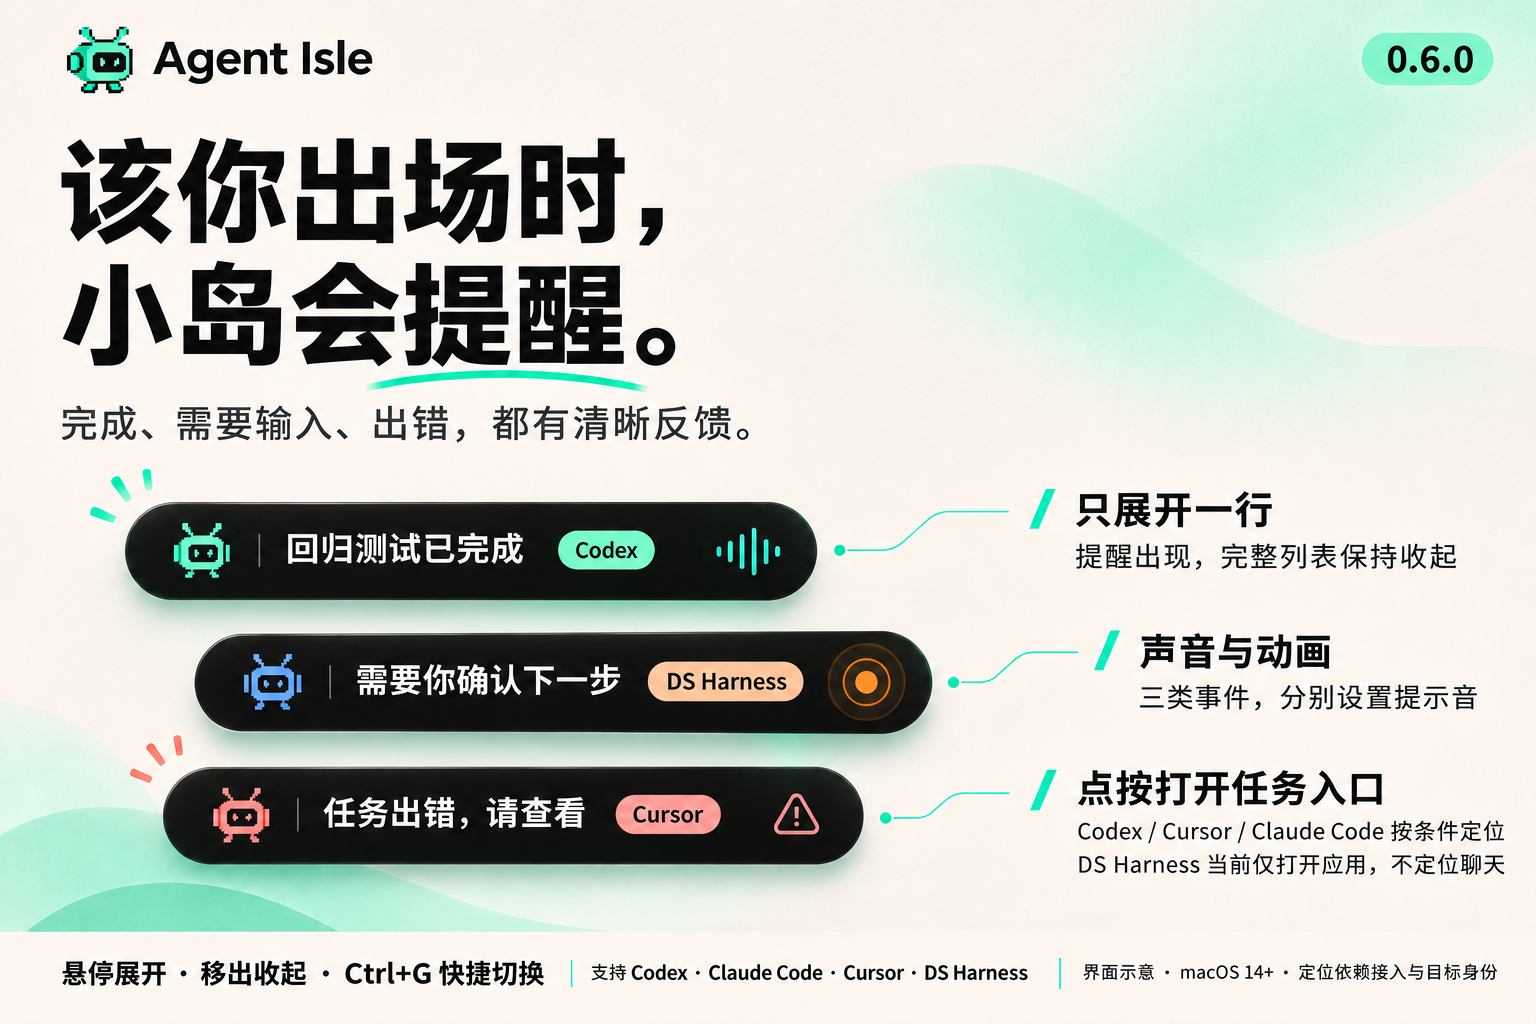 Agent Isle
0.6.0
该你出场时，
小岛会提醒。
完成、需要输入、出错，都有清晰反馈。
回归测试已完成 Codex
只展开一行
提醒出现，完整列表保持收起
需要你确认下一步 DS Harness
声音与动画
三类事件，分别设置提示音
任务出错，请查看 Cursor
点按打开任务入口
Codex / Cursor / Claude Code 按条件定位
DS Harness 当前仅打开应用，不定位聊天
悬停展开 · 移出收起 · Ctrl+G 快捷切换
支持 Codex · Claude Code · Cursor · DS Harness
界面示意 · macOS 14+ · 定位依赖接入与目标身份